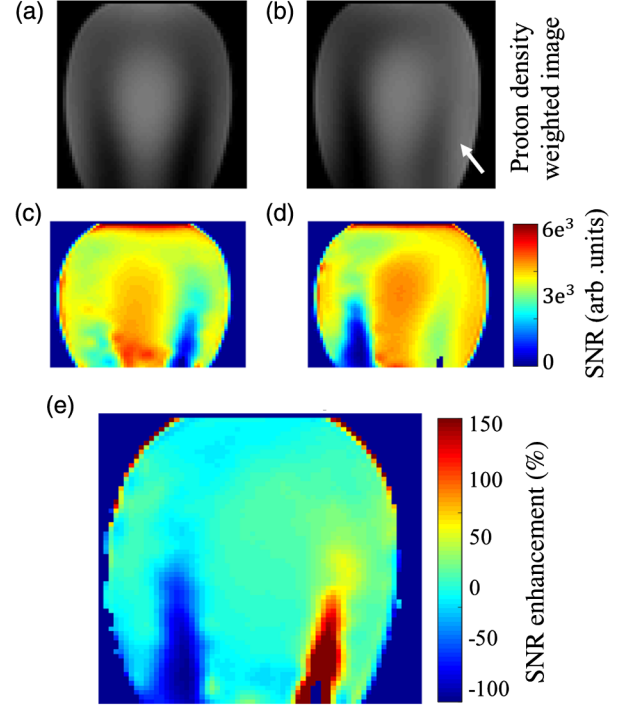 (a)
(b)
Proton density
weighted image
(c)
(d)
6e³
3e³
0
SNR (arb .units)
(e)
150
100
50
0
-50
-100
SNR enhancement (%)